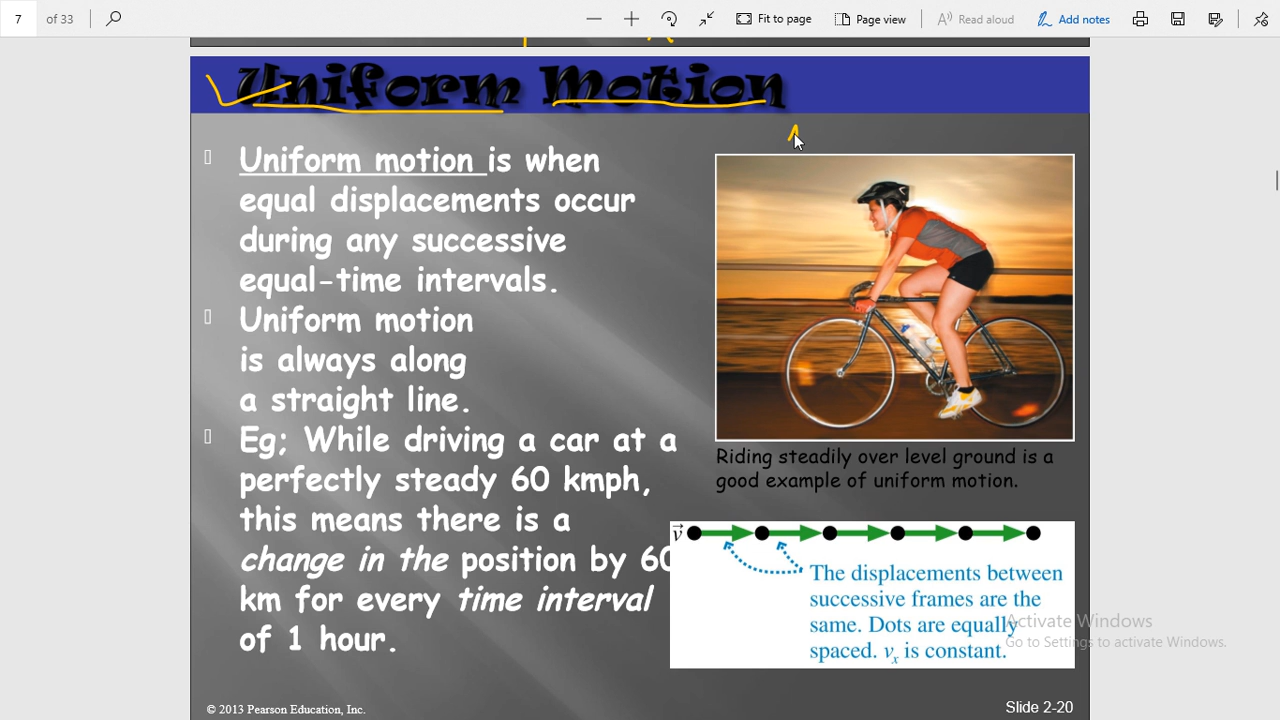 7 of 33 Fit to page Page view Read aloud Add notes
Uniform Motion
Uniform motion is when
equal displacements occur
during any successive
equal-time intervals.
Uniform motion
is always along
a straight line.
Eg; While driving a car at a
perfectly steady 60 kmph,
this means there is a
change in the position by 60
km for every time interval
of 1 hour.
Riding steadily over level ground is a
good example of uniform motion.
v
The displacements between
successive frames are the
same. Dots are equally
spaced. vx is constant.
Activate Windows
Go to Settings to activate Windows.
© 2013 Pearson Education, Inc.
Slide 2-20